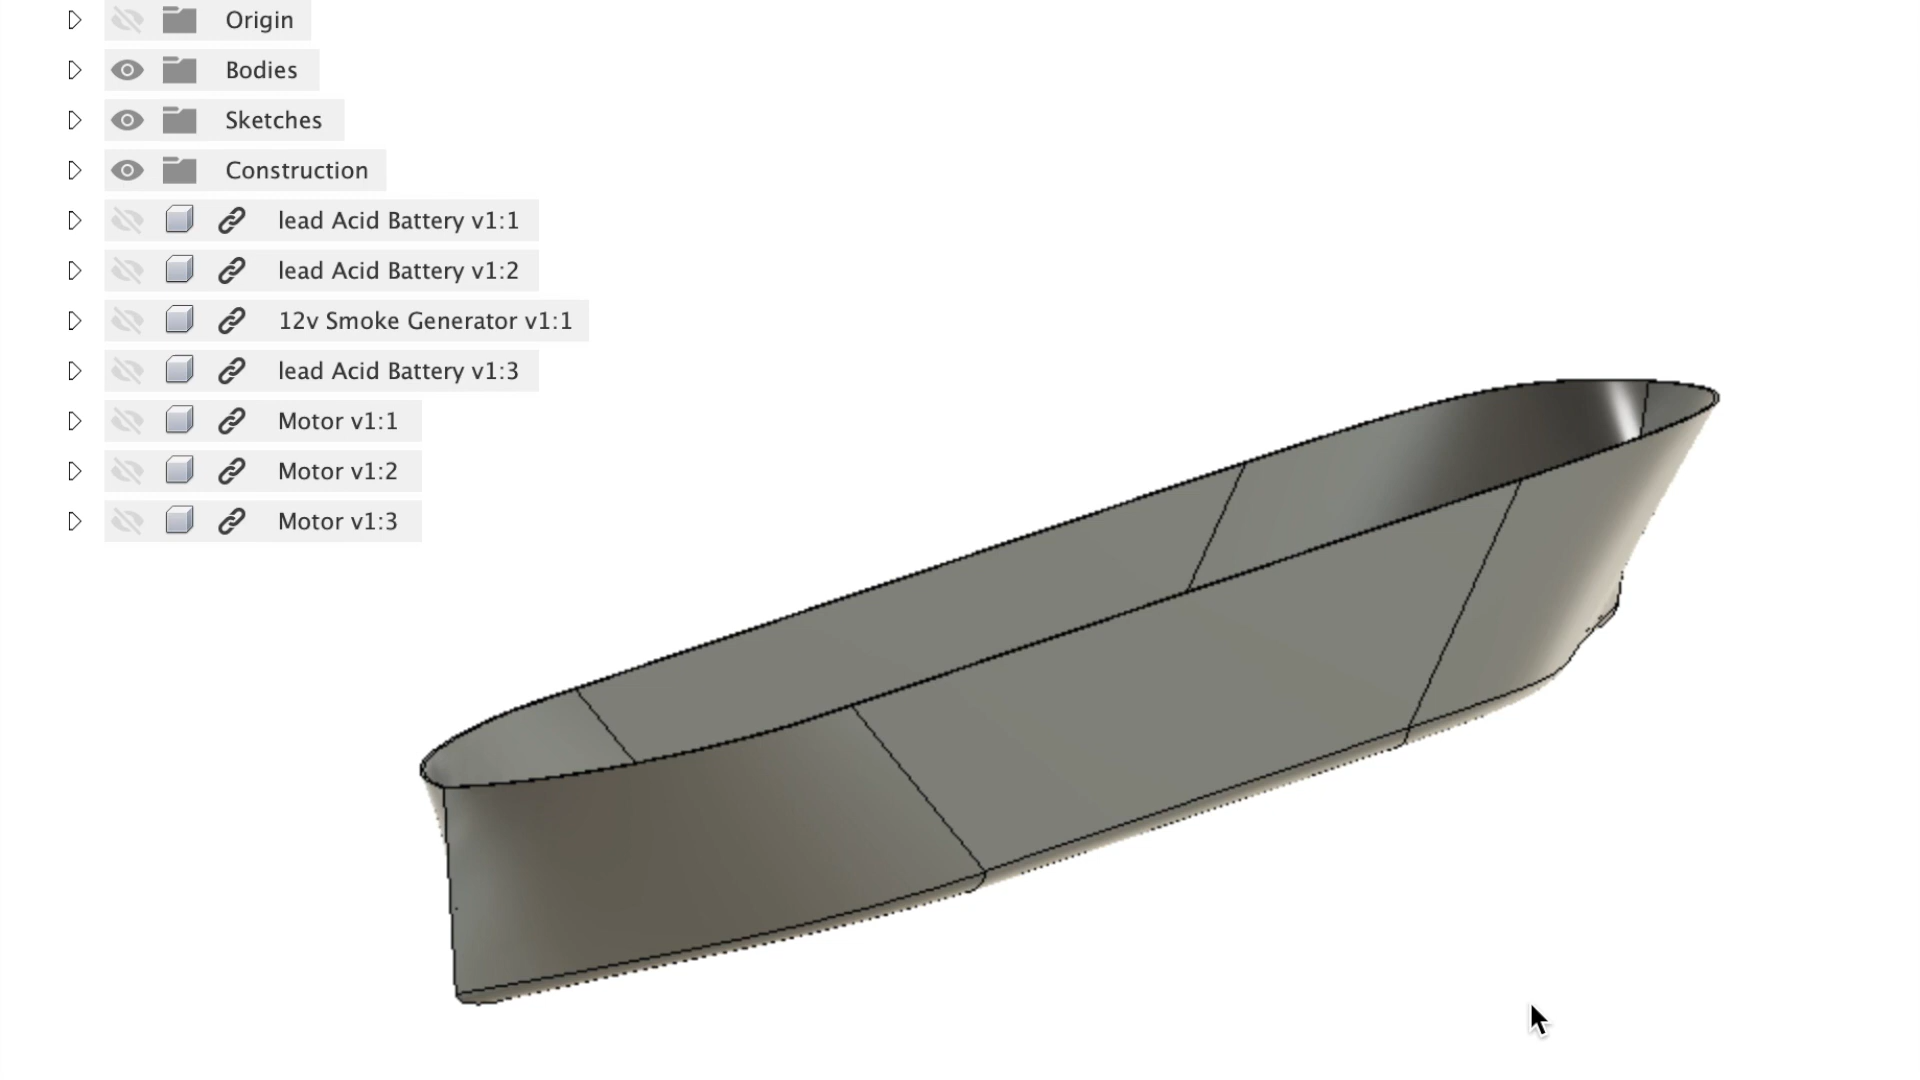 Origin
Bodies
Sketches
Construction
lead Acid Battery v1:1
lead Acid Battery v1:2
12v Smoke Generator v1:1
lead Acid Battery v1:3
Motor v1:1
Motor v1:2
Motor v1:3